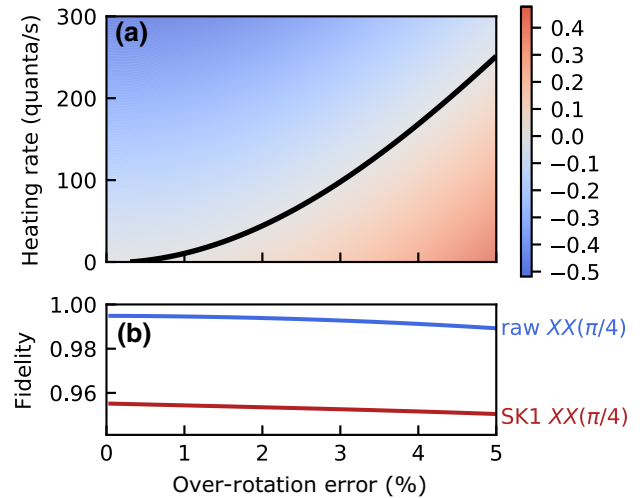 (a)
Heating rate (quanta/s)
300
200
100
0
0.4
0.3
0.2
0.1
0.0
−0.1
−0.2
−0.3
−0.4
−0.5
(b)
Fidelity
1.00
0.98
0.96
raw XX(π/4)
SK1 XX(π/4)
0 1 2 3 4 5
Over-rotation error (%)